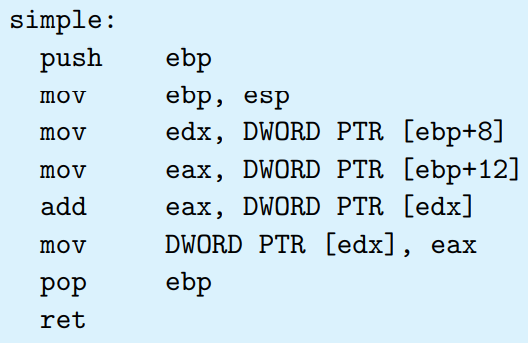 simple:
push ebp
mov ebp, esp
mov edx, DWORD PTR [ebp+8]
mov eax, DWORD PTR [ebp+12]
add eax, DWORD PTR [edx]
mov DWORD PTR [edx], eax
pop ebp
ret